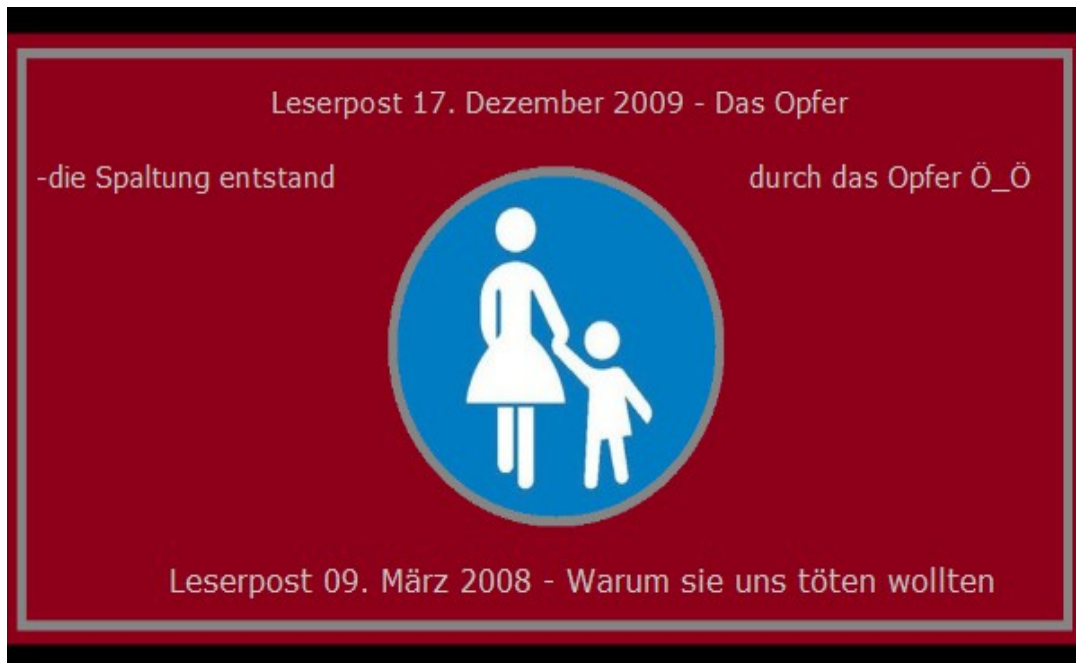 Leserpost 17. Dezember 2009 - Das Opfer
-die Spaltung entstand durch das Opfer Ö_Ö
Leserpost 09. März 2008 - Warum sie uns töten wollten